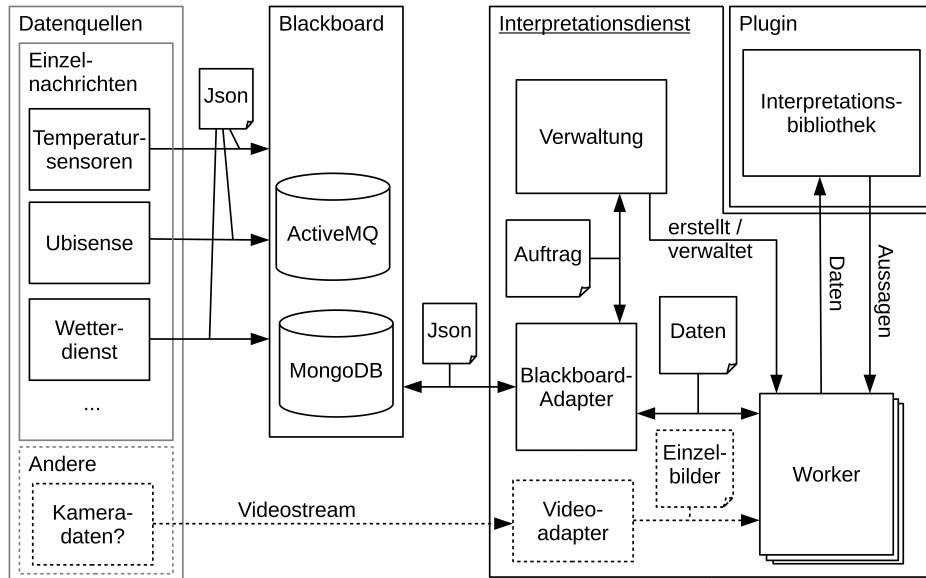 Datenquellen
Einzel-
nachrichten
Temperatur-
sensoren
Ubisense
Wetter-
dienst
...
Andere
Kamera-
daten?
Json
Blackboard
ActiveMQ
MongoDB
Videostream
Json
Interpretationsdienst
Verwaltung
Auftrag
erstellt /
verwaltet
Blackboard-
Adapter
Daten
Einzel-
bilder
Video-
adapter
Worker
Plugin
Interpretations-
bibliothek
Daten
Aussagen